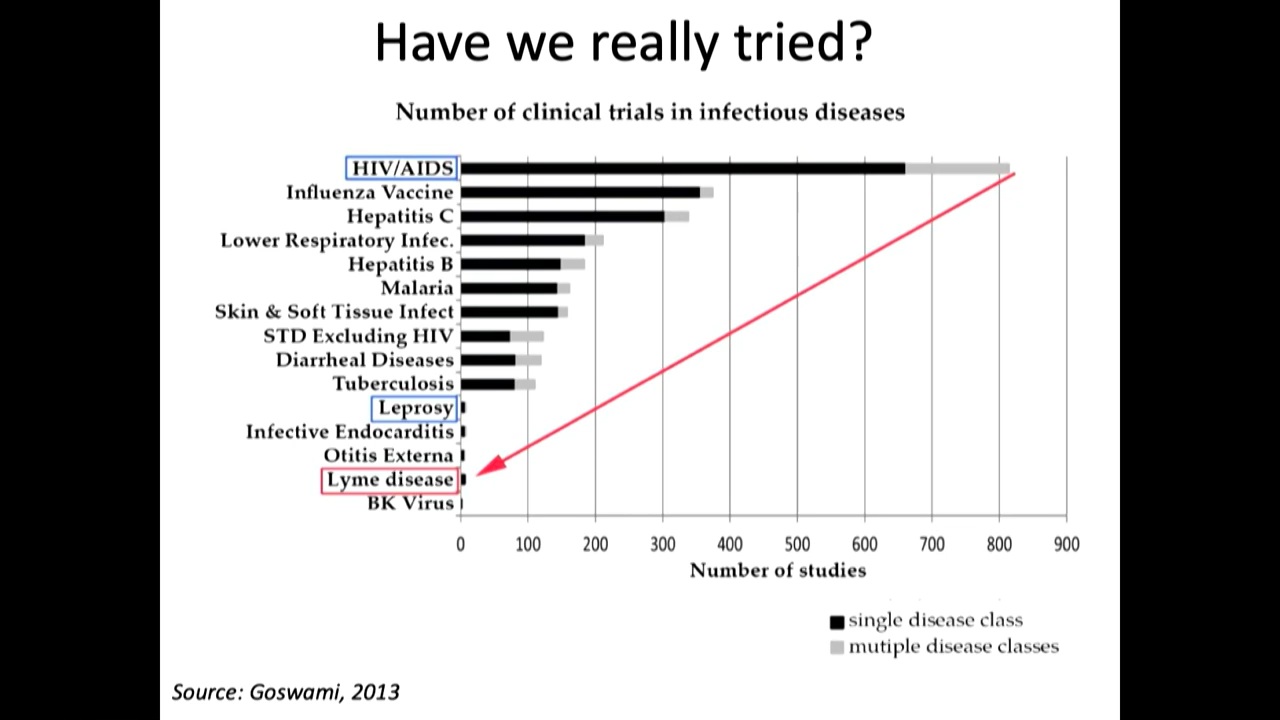 Have we really tried?
Number of clinical trials in infectious diseases
HIV/AIDS
Influenza Vaccine
Hepatitis C
Lower Respiratory Infec.
Hepatitis B
Malaria
Skin & Soft Tissue Infect
STD Excluding HIV
Diarrheal Diseases
Tuberculosis
Leprosy
Infective Endocarditis
Otitis Externa
Lyme disease
BK Virus
0 100 200 300 400 500 600 700 800 900
Number of studies
single disease class
mutiple disease classes
Source: Goswami, 2013